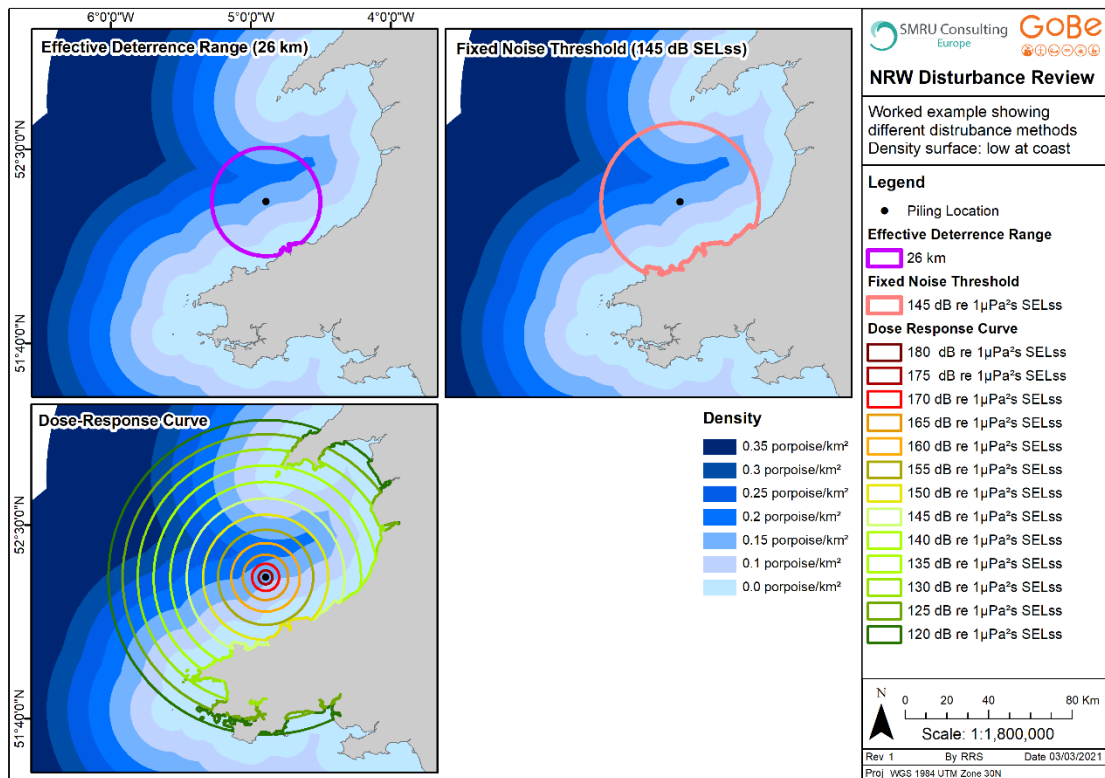 6°0'0"W
5°0'0"W
4°0'0"W
Effective Deterrence Range (26 km)
Fixed Noise Threshold (145 dB SELss)
52°30'0"N
51°40'0"N
Dose-Response Curve
52°30'0"N
51°40'0"N
Density
0.35 porpoise/km²
0.3 porpoise/km²
0.25 porpoise/km²
0.2 porpoise/km²
0.15 porpoise/km²
0.1 porpoise/km²
0.0 porpoise/km²
SMRU Consulting
Europe
GoBe
NRW Disturbance Review
Worked example showing
different distrubance methods
Density surface: low at coast
Legend
Piling Location
Effective Deterrence Range
26 km
Fixed Noise Threshold
145 dB re 1µPa²s SELss
Dose Response Curve
180  dB re 1µPa²s SELss
175  dB re 1µPa²s SELss
170 dB re 1µPa²s SELss
165 dB re 1µPa²s SELss
160 dB re 1µPa²s SELss
155 dB re 1µPa²s SELss
150 dB re 1µPa²s SELss
145 dB re 1µPa²s SELss
140 dB re 1µPa²s SELss
135 dB re 1µPa²s SELss
130 dB re 1µPa²s SELss
125 dB re 1µPa²s SELss
120 dB re 1µPa²s SELss
N
0 20 40 80 Km
Scale: 1:1,800,000
Rev 1 By RRS Date 03/03/2021
Proj WGS 1984 UTM Zone 30N